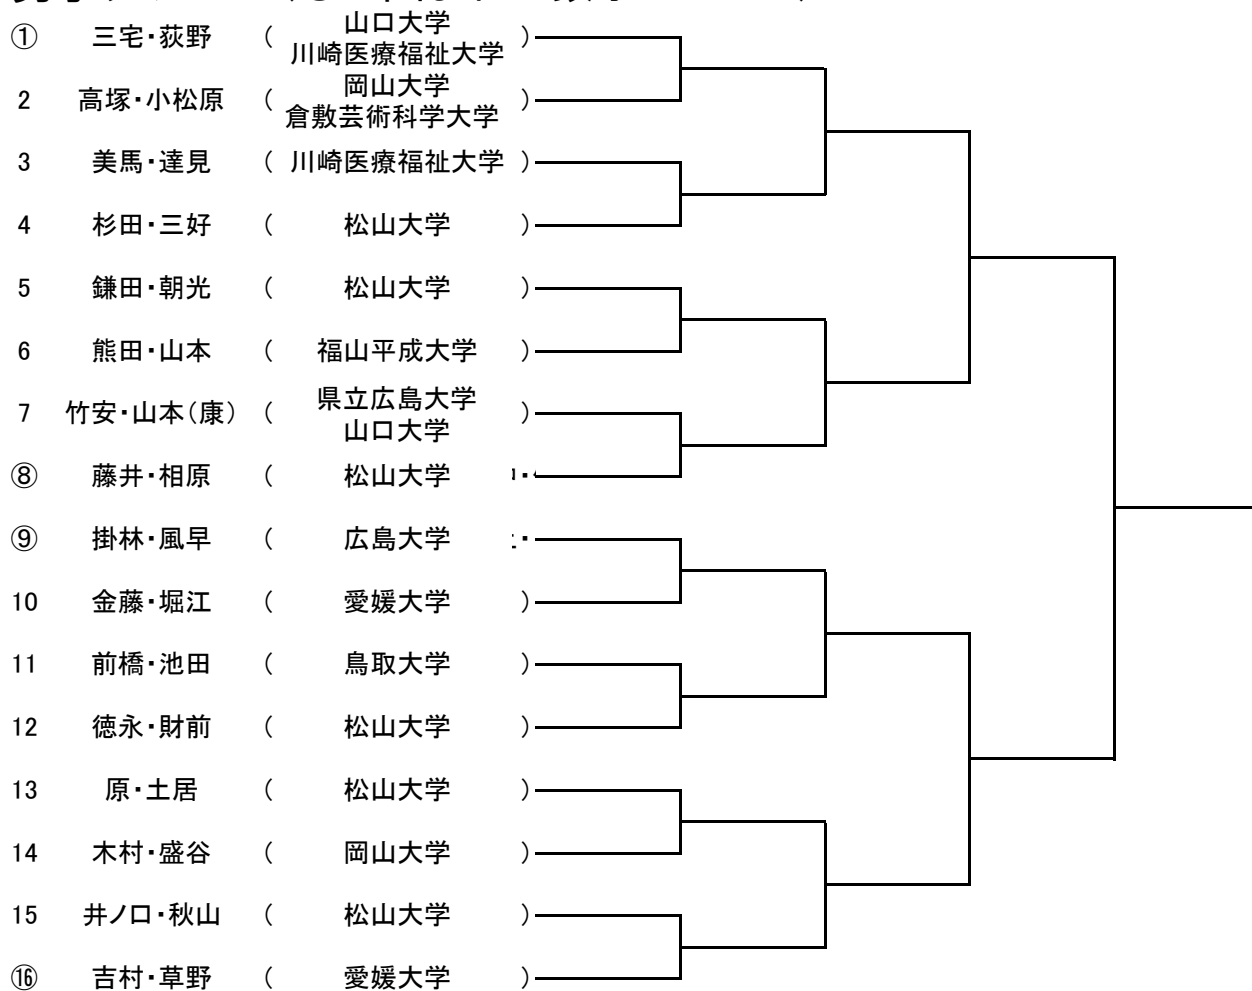 ① 三宅・荻野 ( 山口大学
川崎医療福祉大学 )
2 高塚・小松原 ( 岡山大学
倉敷芸術科学大学 )
3 美馬・達見 ( 川崎医療福祉大学 )
4 杉田・三好 ( 松山大学 )
5 鎌田・朝光 ( 松山大学 )
6 熊田・山本 ( 福山平成大学 )
7 竹安・山本(康) ( 県立広島大学
山口大学 )
⑧ 藤井・相原 ( 松山大学
⑨ 掛林・風早 ( 広島大学
10 金藤・堀江 ( 愛媛大学 )
11 前橋・池田 ( 鳥取大学 )
12 徳永・財前 ( 松山大学 )
13 原・土居 ( 松山大学 )
14 木村・盛谷 ( 岡山大学 )
15 井ノ口・秋山 ( 松山大学 )
⑯ 吉村・草野 ( 愛媛大学 )